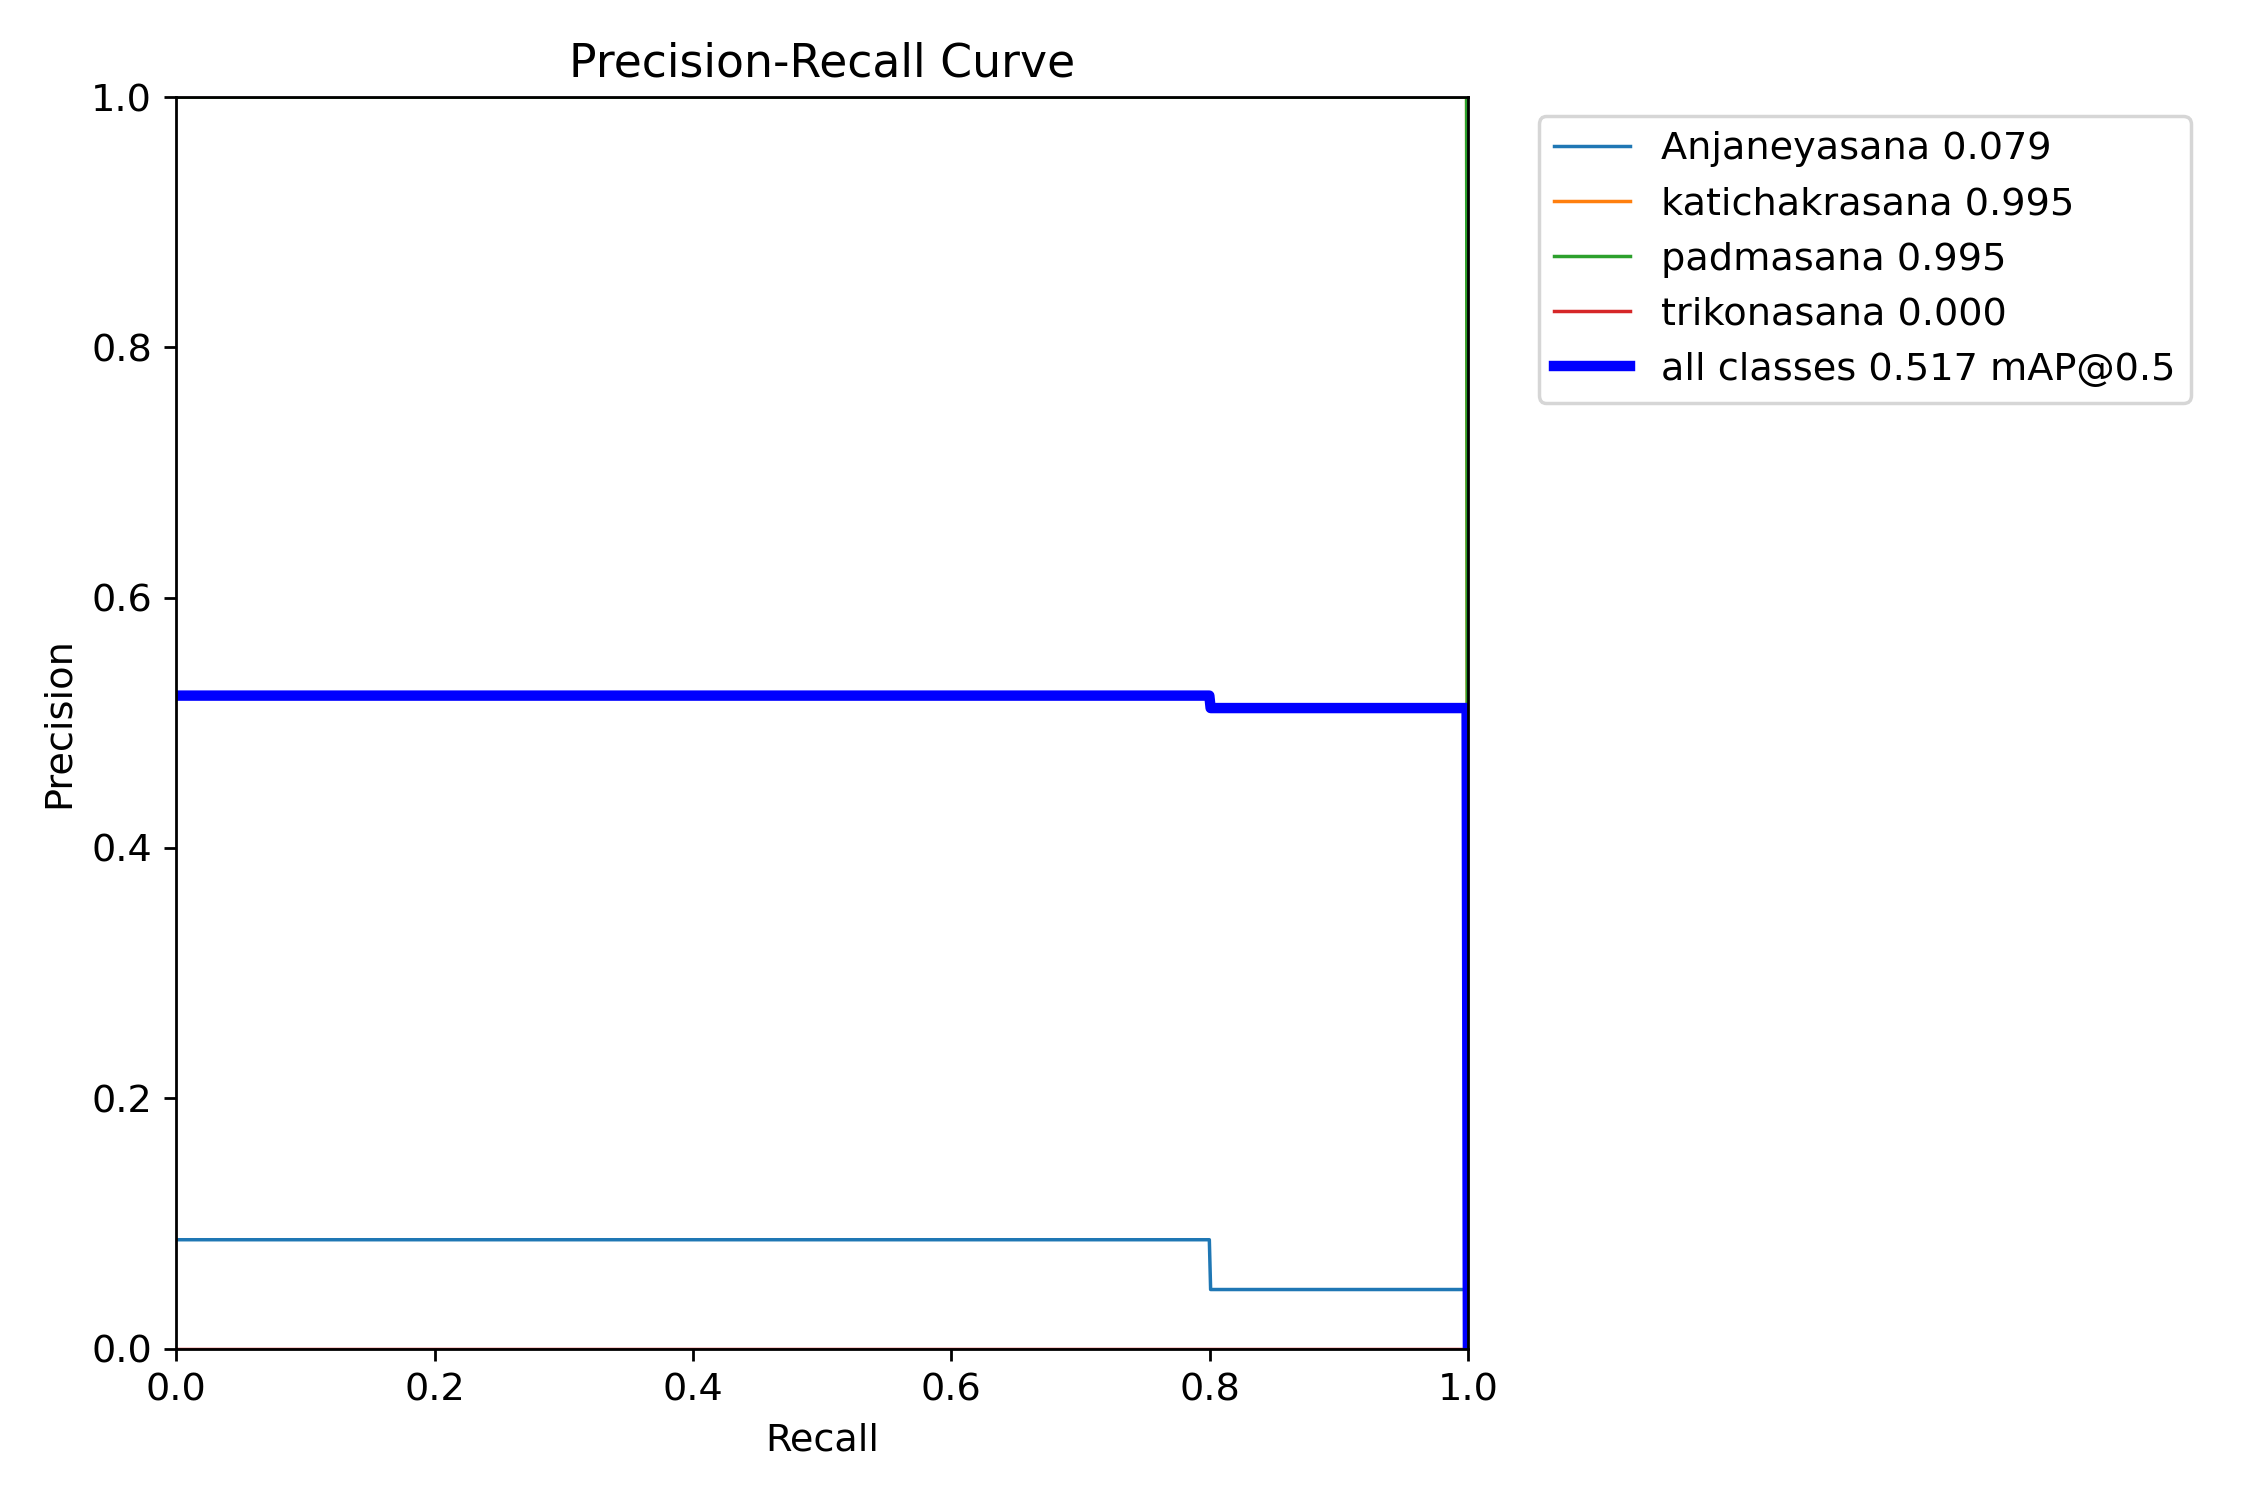 Precision-Recall Curve
1.0
0.8
0.6
0.4
0.2
0.0
Precision
0.0 0.2 0.4 0.6 0.8 1.0
Recall
Anjaneyasana 0.079
katichakrasana 0.995
padmasana 0.995
trikonasana 0.000
all classes 0.517 mAP@0.5